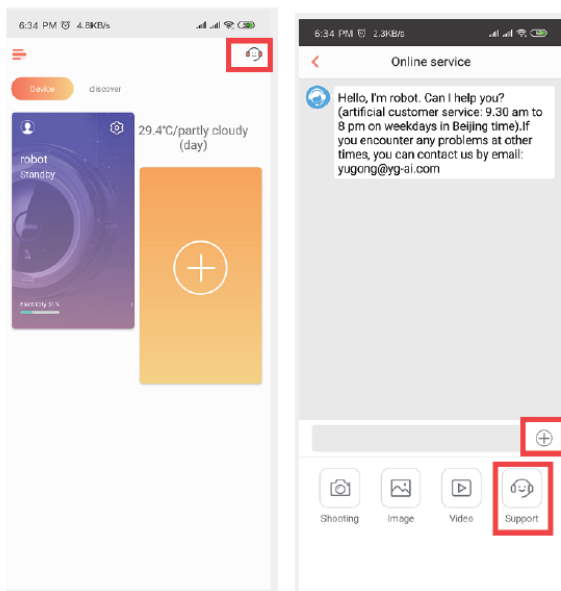 6:34 PM 4.8KB/s
Device
discover
robot
Standby
29.4°C/partly cloudy
(day)
Electricity 51%
6:34 PM 2.3KB/s
Online service
Hello, I'm robot. Can I help you?
(artificial customer service: 9.30 am to
8 pm on weekdays in Beijing time).If
you encounter any problems at other
times, you can contact us by email:
yugong@yg-ai.com
Shooting
Image
Video
Support